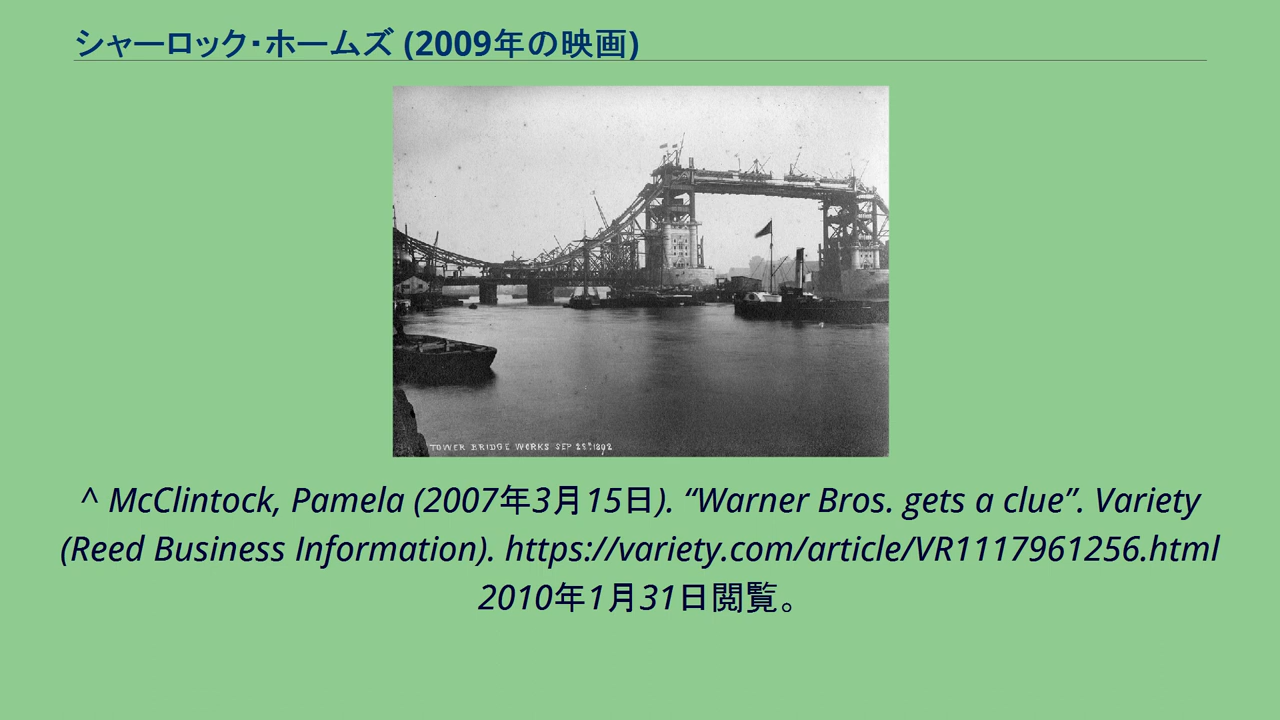 シャーロック・ホームズ (2009年の映画)
TOWER BRIDGE WORKS SEP 28th 1892
^ McClintock, Pamela (2007年3月15日). “Warner Bros. gets a clue”. Variety
(Reed Business Information). https://variety.com/article/VR1117961256.html
2010年1月31日閲覧。